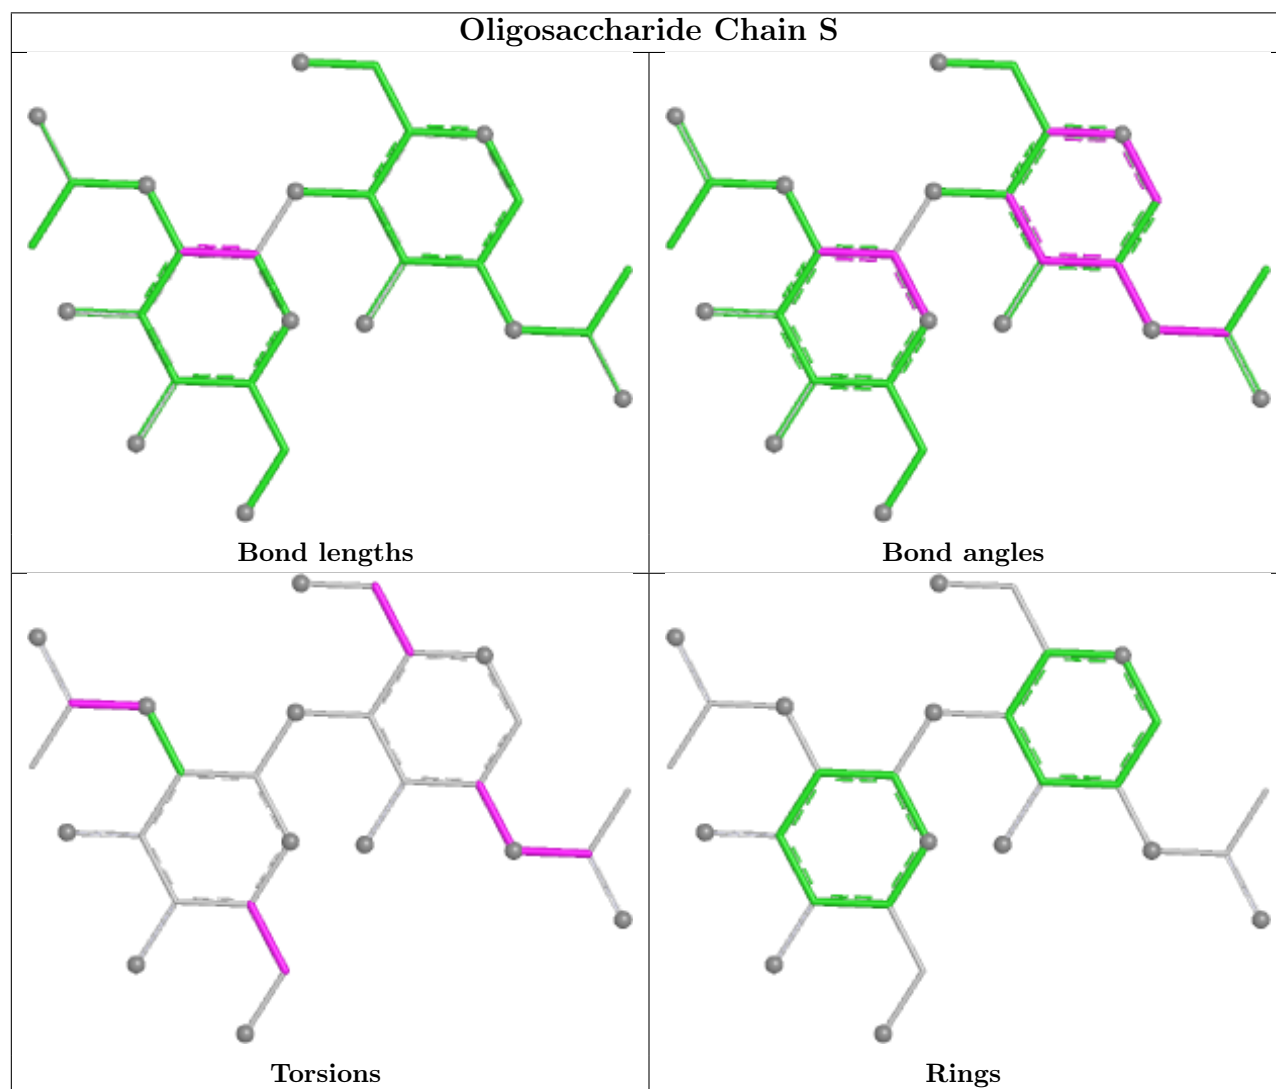 Oligosaccharide Chain S
Bond lengths
Bond angles
Torsions
Rings